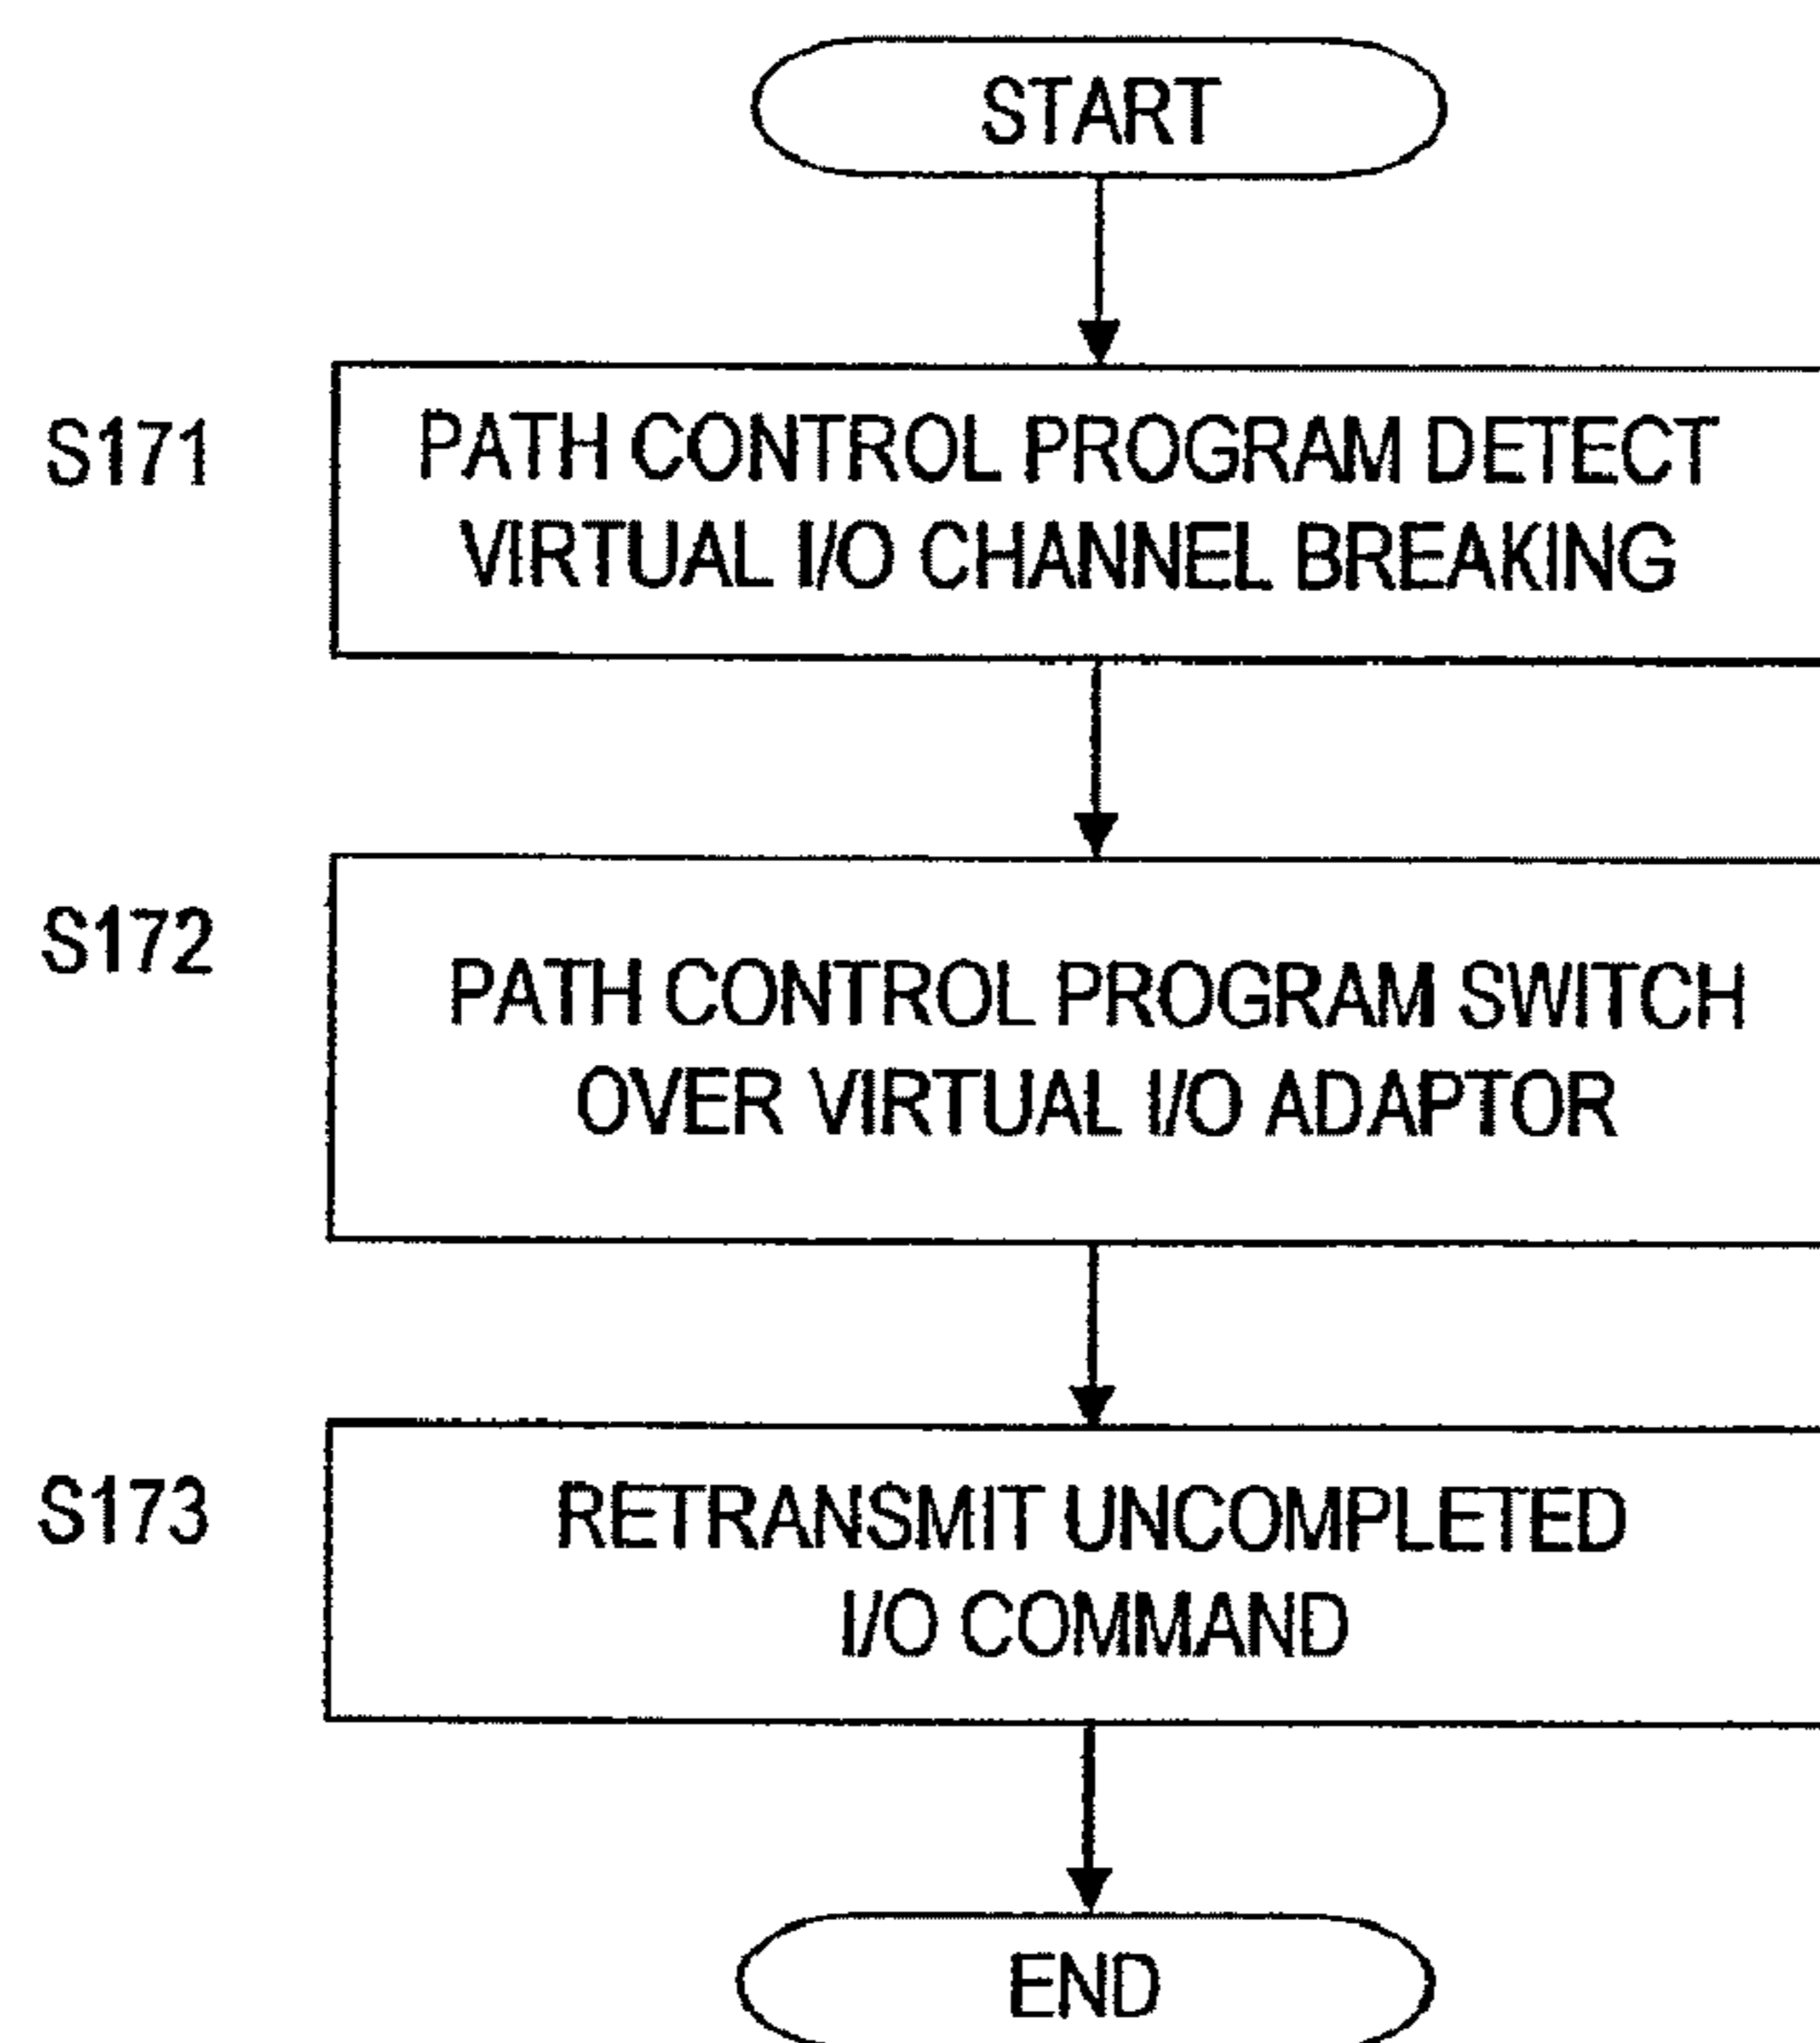 START
S171
PATH CONTROL PROGRAM DETECT
VIRTUAL I/O CHANNEL BREAKING
S172
PATH CONTROL PROGRAM SWITCH
OVER VIRTUAL I/O ADAPTOR
S173
RETRANSMIT UNCOMPLETED
I/O COMMAND
END